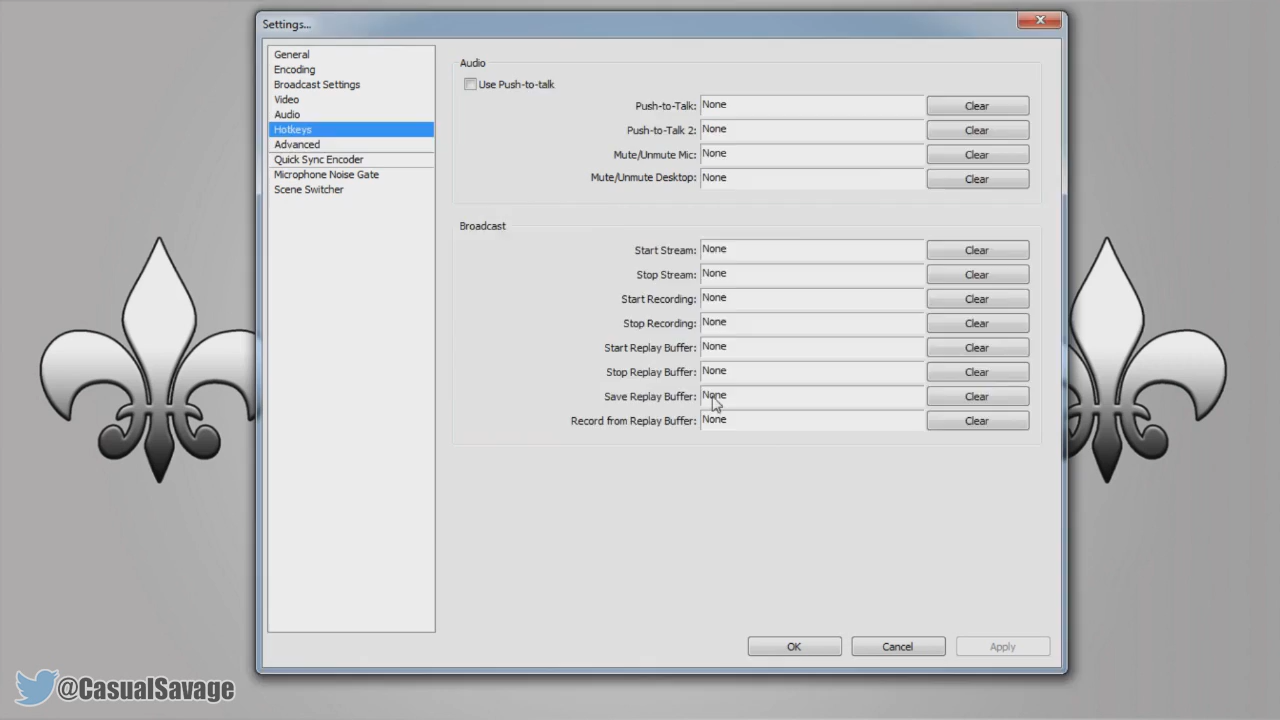 Settings...
General
Encoding
Broadcast Settings
Video
Audio
Hotkeys
Advanced
Quick Sync Encoder
Microphone Noise Gate
Scene Switcher
Audio
Use Push-to-talk
Push-to-Talk: None Clear
Push-to-Talk 2: None Clear
Mute/Unmute Mic: None Clear
Mute/Unmute Desktop: None Clear
Broadcast
Start Stream: None Clear
Stop Stream: None Clear
Start Recording: None Clear
Stop Recording: None Clear
Start Replay Buffer: None Clear
Stop Replay Buffer: None Clear
Save Replay Buffer: None Clear
Record from Replay Buffer: None Clear
OK Cancel Apply
@CasualSavage